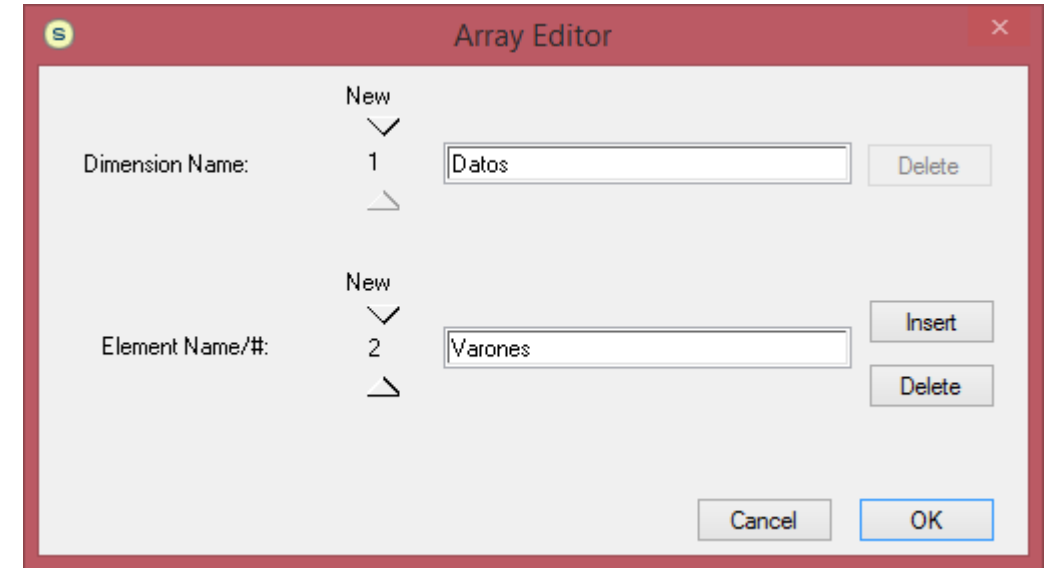 S
Array Editor
New
Dimension Name:
1
Datos
Delete
New
Element Name/#:
2
Varones
Insert
Delete
Cancel
OK